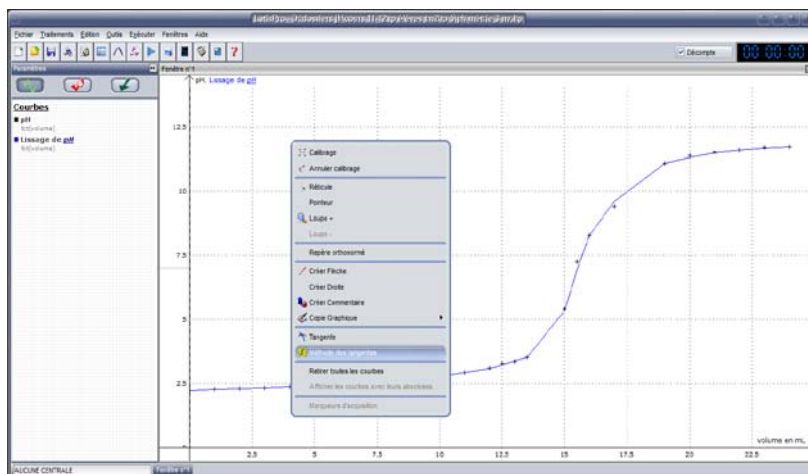 Fichier Traitements Edition Outils Exécuter Fenêtres Aide
Décompte
00 00 00
Paramètres
Fenêtre n°1
Courbes
pH
fct(volume)
Lissage de pH
fct(volume)
pH, Lissage de pH
12.5
10
7.5
5
2.5
0
2.5 5 7.5 10 12.5 15 17.5 20 22.5
volume en mL
Calibrage
Annuler calibrage
Réticule
Pointeur
Loupe +
Loupe -
Repère orthonormé
Créer Flèche
Créer Droite
Créer Commentaire
Copie Graphique
Tangente
Méthode des tangentes
Retirer toutes les courbes
Afficher les courbes avec leurs abscisses
Marqueurs d'acquisition
AUCUNE CENTRALE
Fenêtre n°1